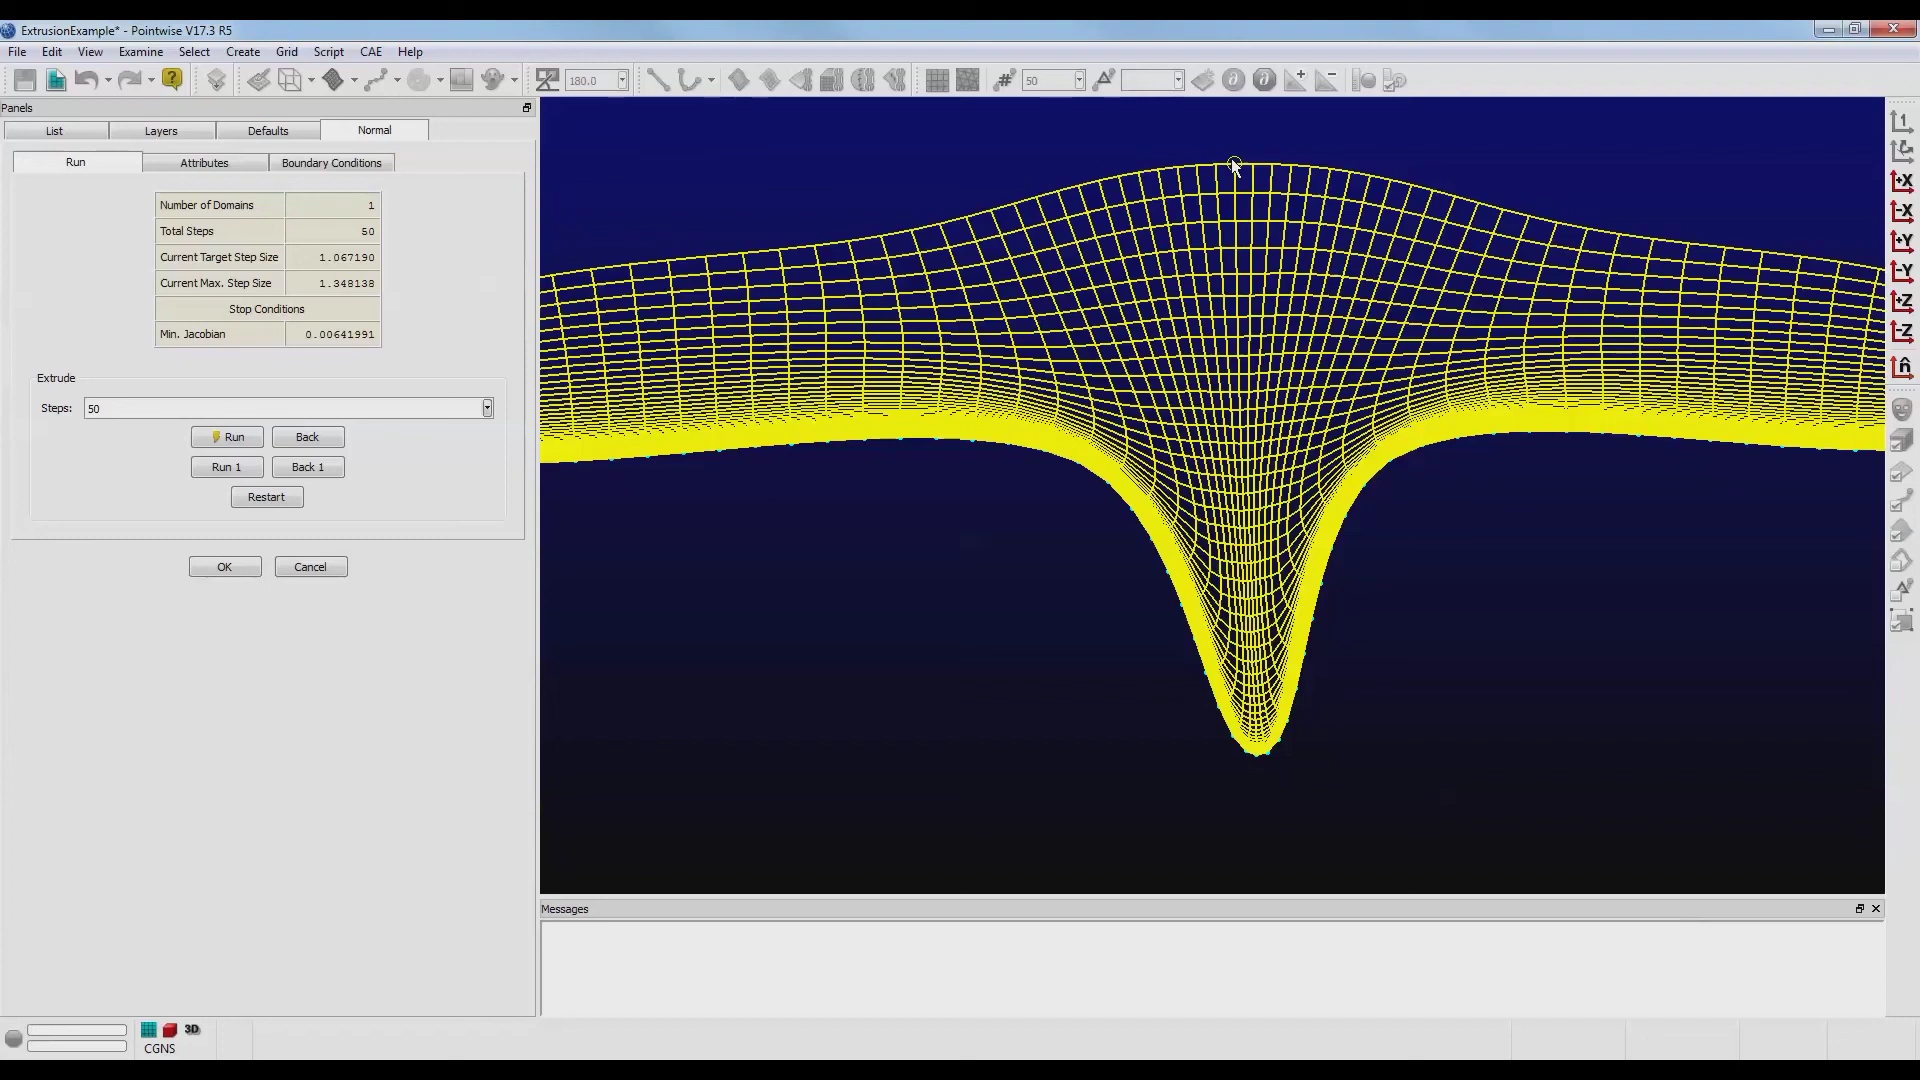 ExtrusionExample* - Pointwise V17.3 R5
File Edit View Examine Select Create Grid Script CAE Help
180.0 50
Panels
List Layers Defaults Normal
Run Attributes Boundary Conditions
Number of Domains 1
Total Steps 50
Current Target Step Size 1.067190
Current Max. Step Size 1.348138
Stop Conditions
Min. Jacobian 0.00641991
Extrude
Steps: 50
Run Back
Run 1 Back 1
Restart
OK Cancel
1
+X
-X
+Y
-Y
+Z
-Z
n̂
Messages
3D
CGNS